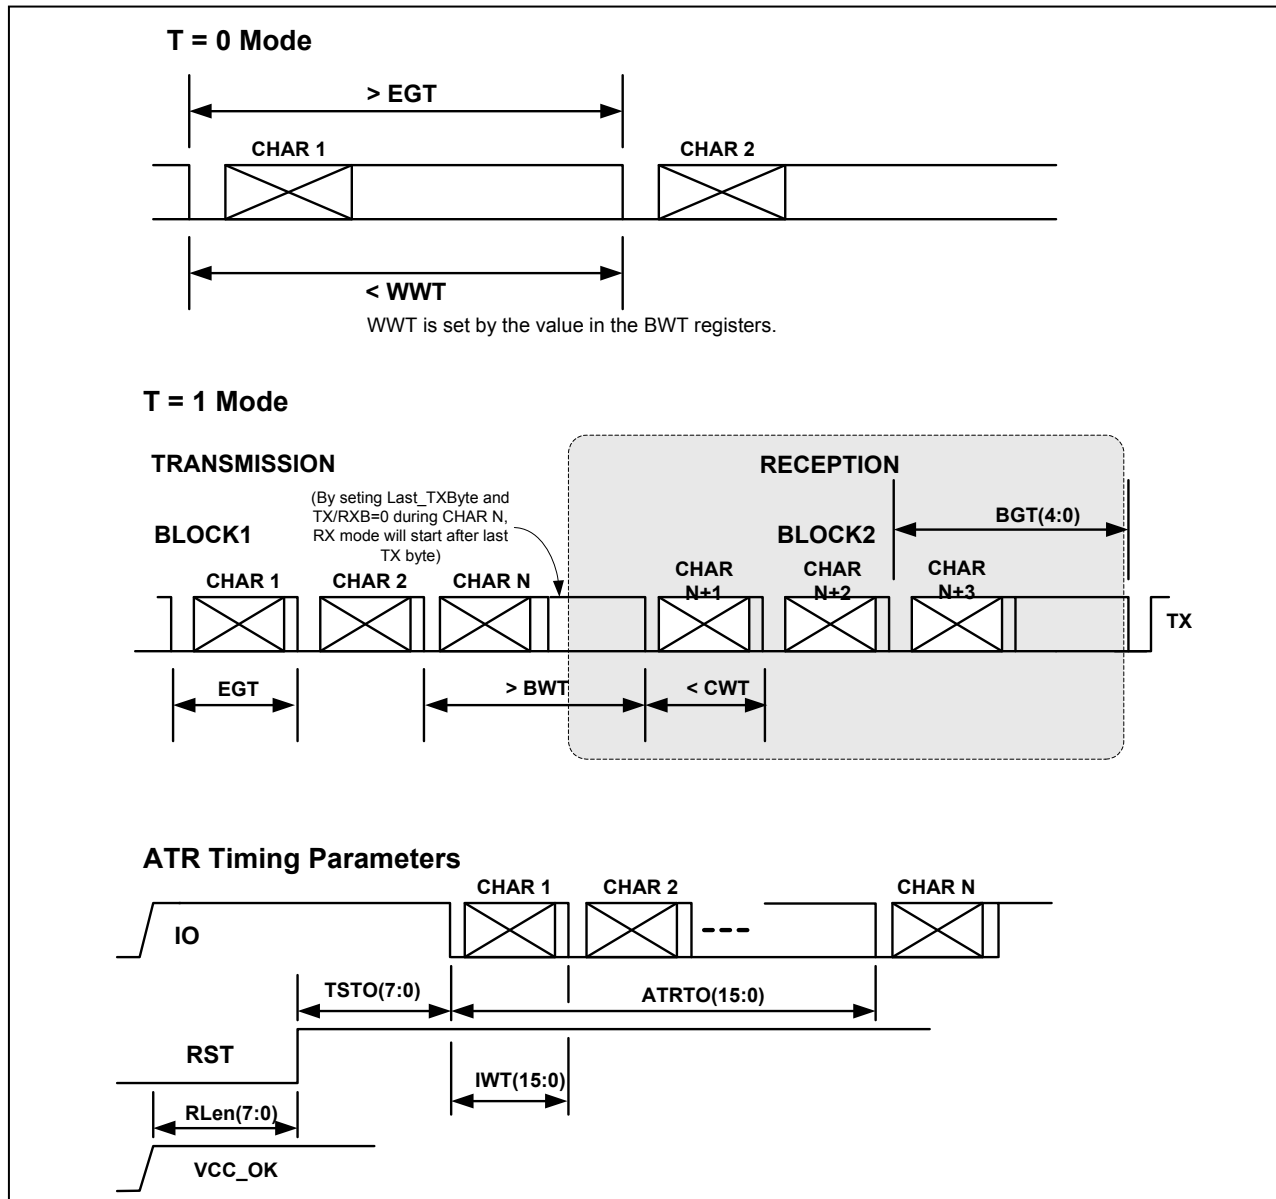 T = 0 Mode
> EGT
CHAR 1
CHAR 2
< WWT
WWT is set by the value in the BWT registers.
T = 1 Mode
TRANSMISSION
RECEPTION
(By seting Last_TXByte and
TX/RXB=0 during CHAR N,
RX mode will start after last
TX byte)
BGT(4:0)
BLOCK1
BLOCK2
CHAR 1
CHAR 2
CHAR N
CHAR
N+1
CHAR
N+2
CHAR
N+3
TX
EGT
> BWT
< CWT
ATR Timing Parameters
CHAR 1
CHAR 2
CHAR N
IO
TSTO(7:0)
ATRTO(15:0)
RST
IWT(15:0)
RLen(7:0)
VCC_OK